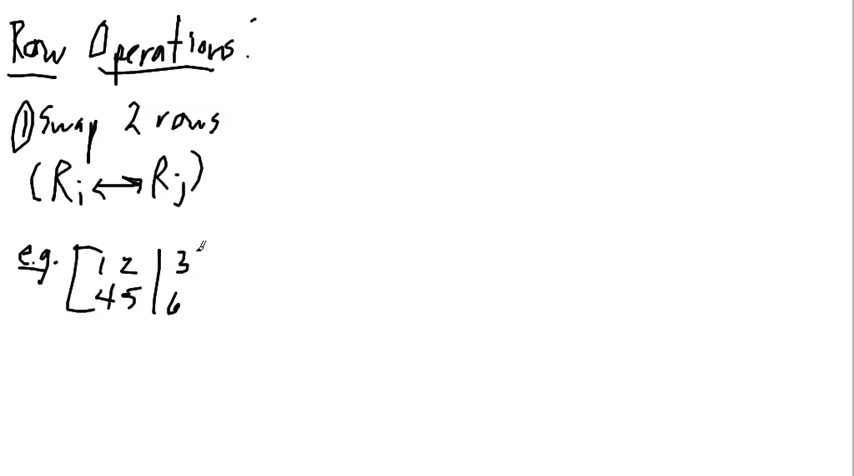 Row Operations:
① Swap 2 rows
(Ri ↔ Rj)
e.g. [1 2 | 3
4 5 | 6